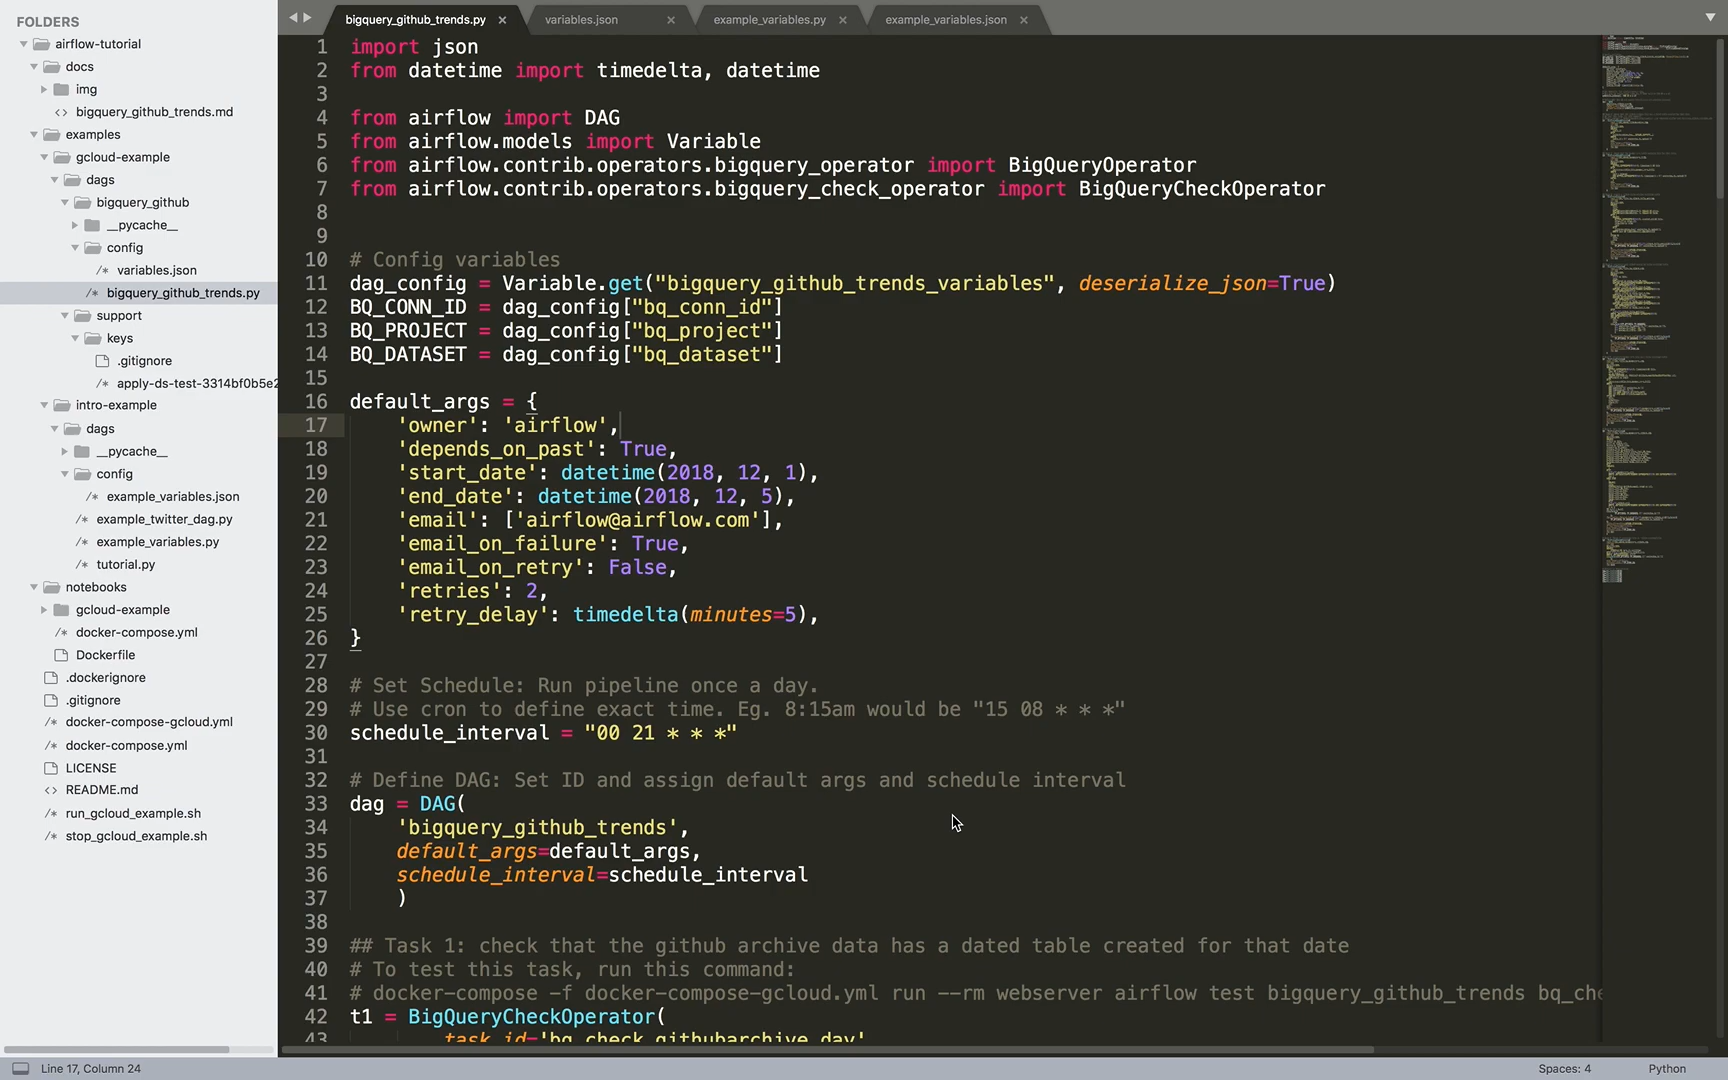 FOLDERS
airflow-tutorial
docs
img
<> bigquery_github_trends.md
examples
gcloud-example
dags
bigquery_github
__pycache__
config
/* variables.json
/* bigquery_github_trends.py
support
keys
.gitignore
/* apply-ds-test-3314bf0b5e2
intro-example
dags
__pycache__
config
/* example_variables.json
/* example_twitter_dag.py
/* example_variables.py
/* tutorial.py
notebooks
gcloud-example
/* docker-compose.yml
Dockerfile
.dockerignore
.gitignore
/* docker-compose-gcloud.yml
/* docker-compose.yml
LICENSE
<> README.md
/* run_gcloud_example.sh
/* stop_gcloud_example.sh
bigquery_github_trends.py × variables.json × example_variables.py × example_variables.json ×
1 import json
2 from datetime import timedelta, datetime
3
4 from airflow import DAG
5 from airflow.models import Variable
6 from airflow.contrib.operators.bigquery_operator import BigQueryOperator
7 from airflow.contrib.operators.bigquery_check_operator import BigQueryCheckOperator
8
9
10 # Config variables
11 dag_config = Variable.get("bigquery_github_trends_variables", deserialize_json=True)
12 BQ_CONN_ID = dag_config["bq_conn_id"]
13 BQ_PROJECT = dag_config["bq_project"]
14 BQ_DATASET = dag_config["bq_dataset"]
15
16 default_args = {
17 'owner': 'airflow',
18 'depends_on_past': True,
19 'start_date': datetime(2018, 12, 1),
20 'end_date': datetime(2018, 12, 5),
21 'email': ['airflow@airflow.com'],
22 'email_on_failure': True,
23 'email_on_retry': False,
24 'retries': 2,
25 'retry_delay': timedelta(minutes=5),
26 }
27
28 # Set Schedule: Run pipeline once a day.
29 # Use cron to define exact time. Eg. 8:15am would be "15 08 * * *"
30 schedule_interval = "00 21 * * *"
31
32 # Define DAG: Set ID and assign default args and schedule interval
33 dag = DAG(
34 'bigquery_github_trends',
35 default_args=default_args,
36 schedule_interval=schedule_interval
37 )
38
39 ## Task 1: check that the github archive data has a dated table created for that date
40 # To test this task, run this command:
41 # docker-compose -f docker-compose-gcloud.yml run --rm webserver airflow test bigquery_github_trends bq_che
42 t1 = BigQueryCheckOperator(
43 task_id='bq_check_githubarchive_day'
Line 17, Column 24
Spaces: 4
Python